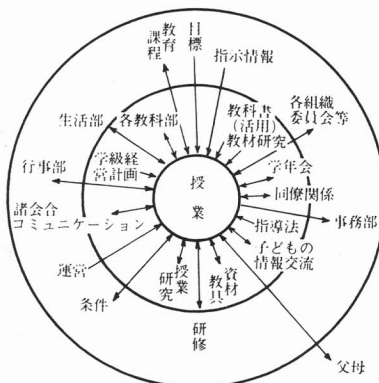 目標
教育
課程
指示情報
各組織
委員会等
教科書
(活用)
教材研究
各教科部
生活部
学級経
営計画
行事部
学年会
同僚関係
授
業
諸会合
コミュニケーション
指導法
事務部
子どもの
情報交流
運営
授業
研究
資材
教具
条件
研修
父母